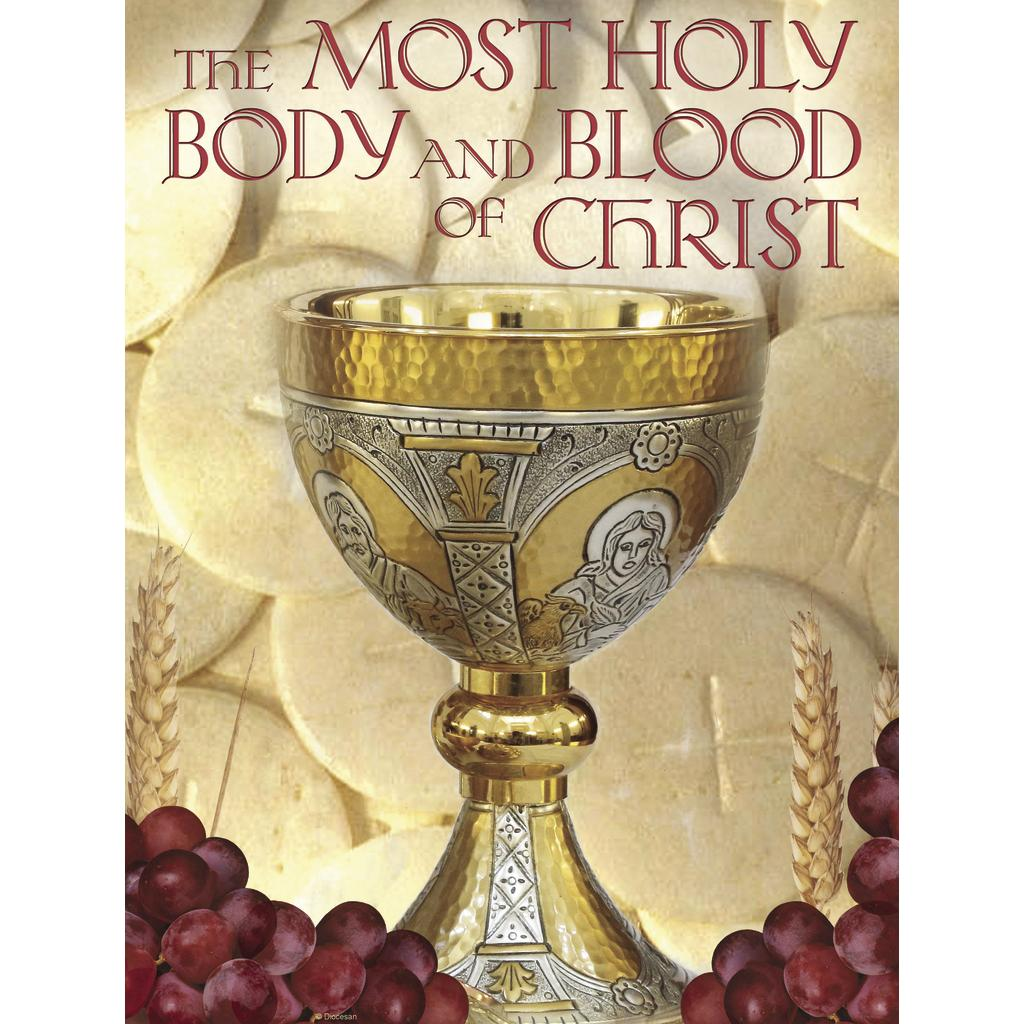 The MOST HOLY
BODY AND BLOOD
OF ChRIST
© Diocesan